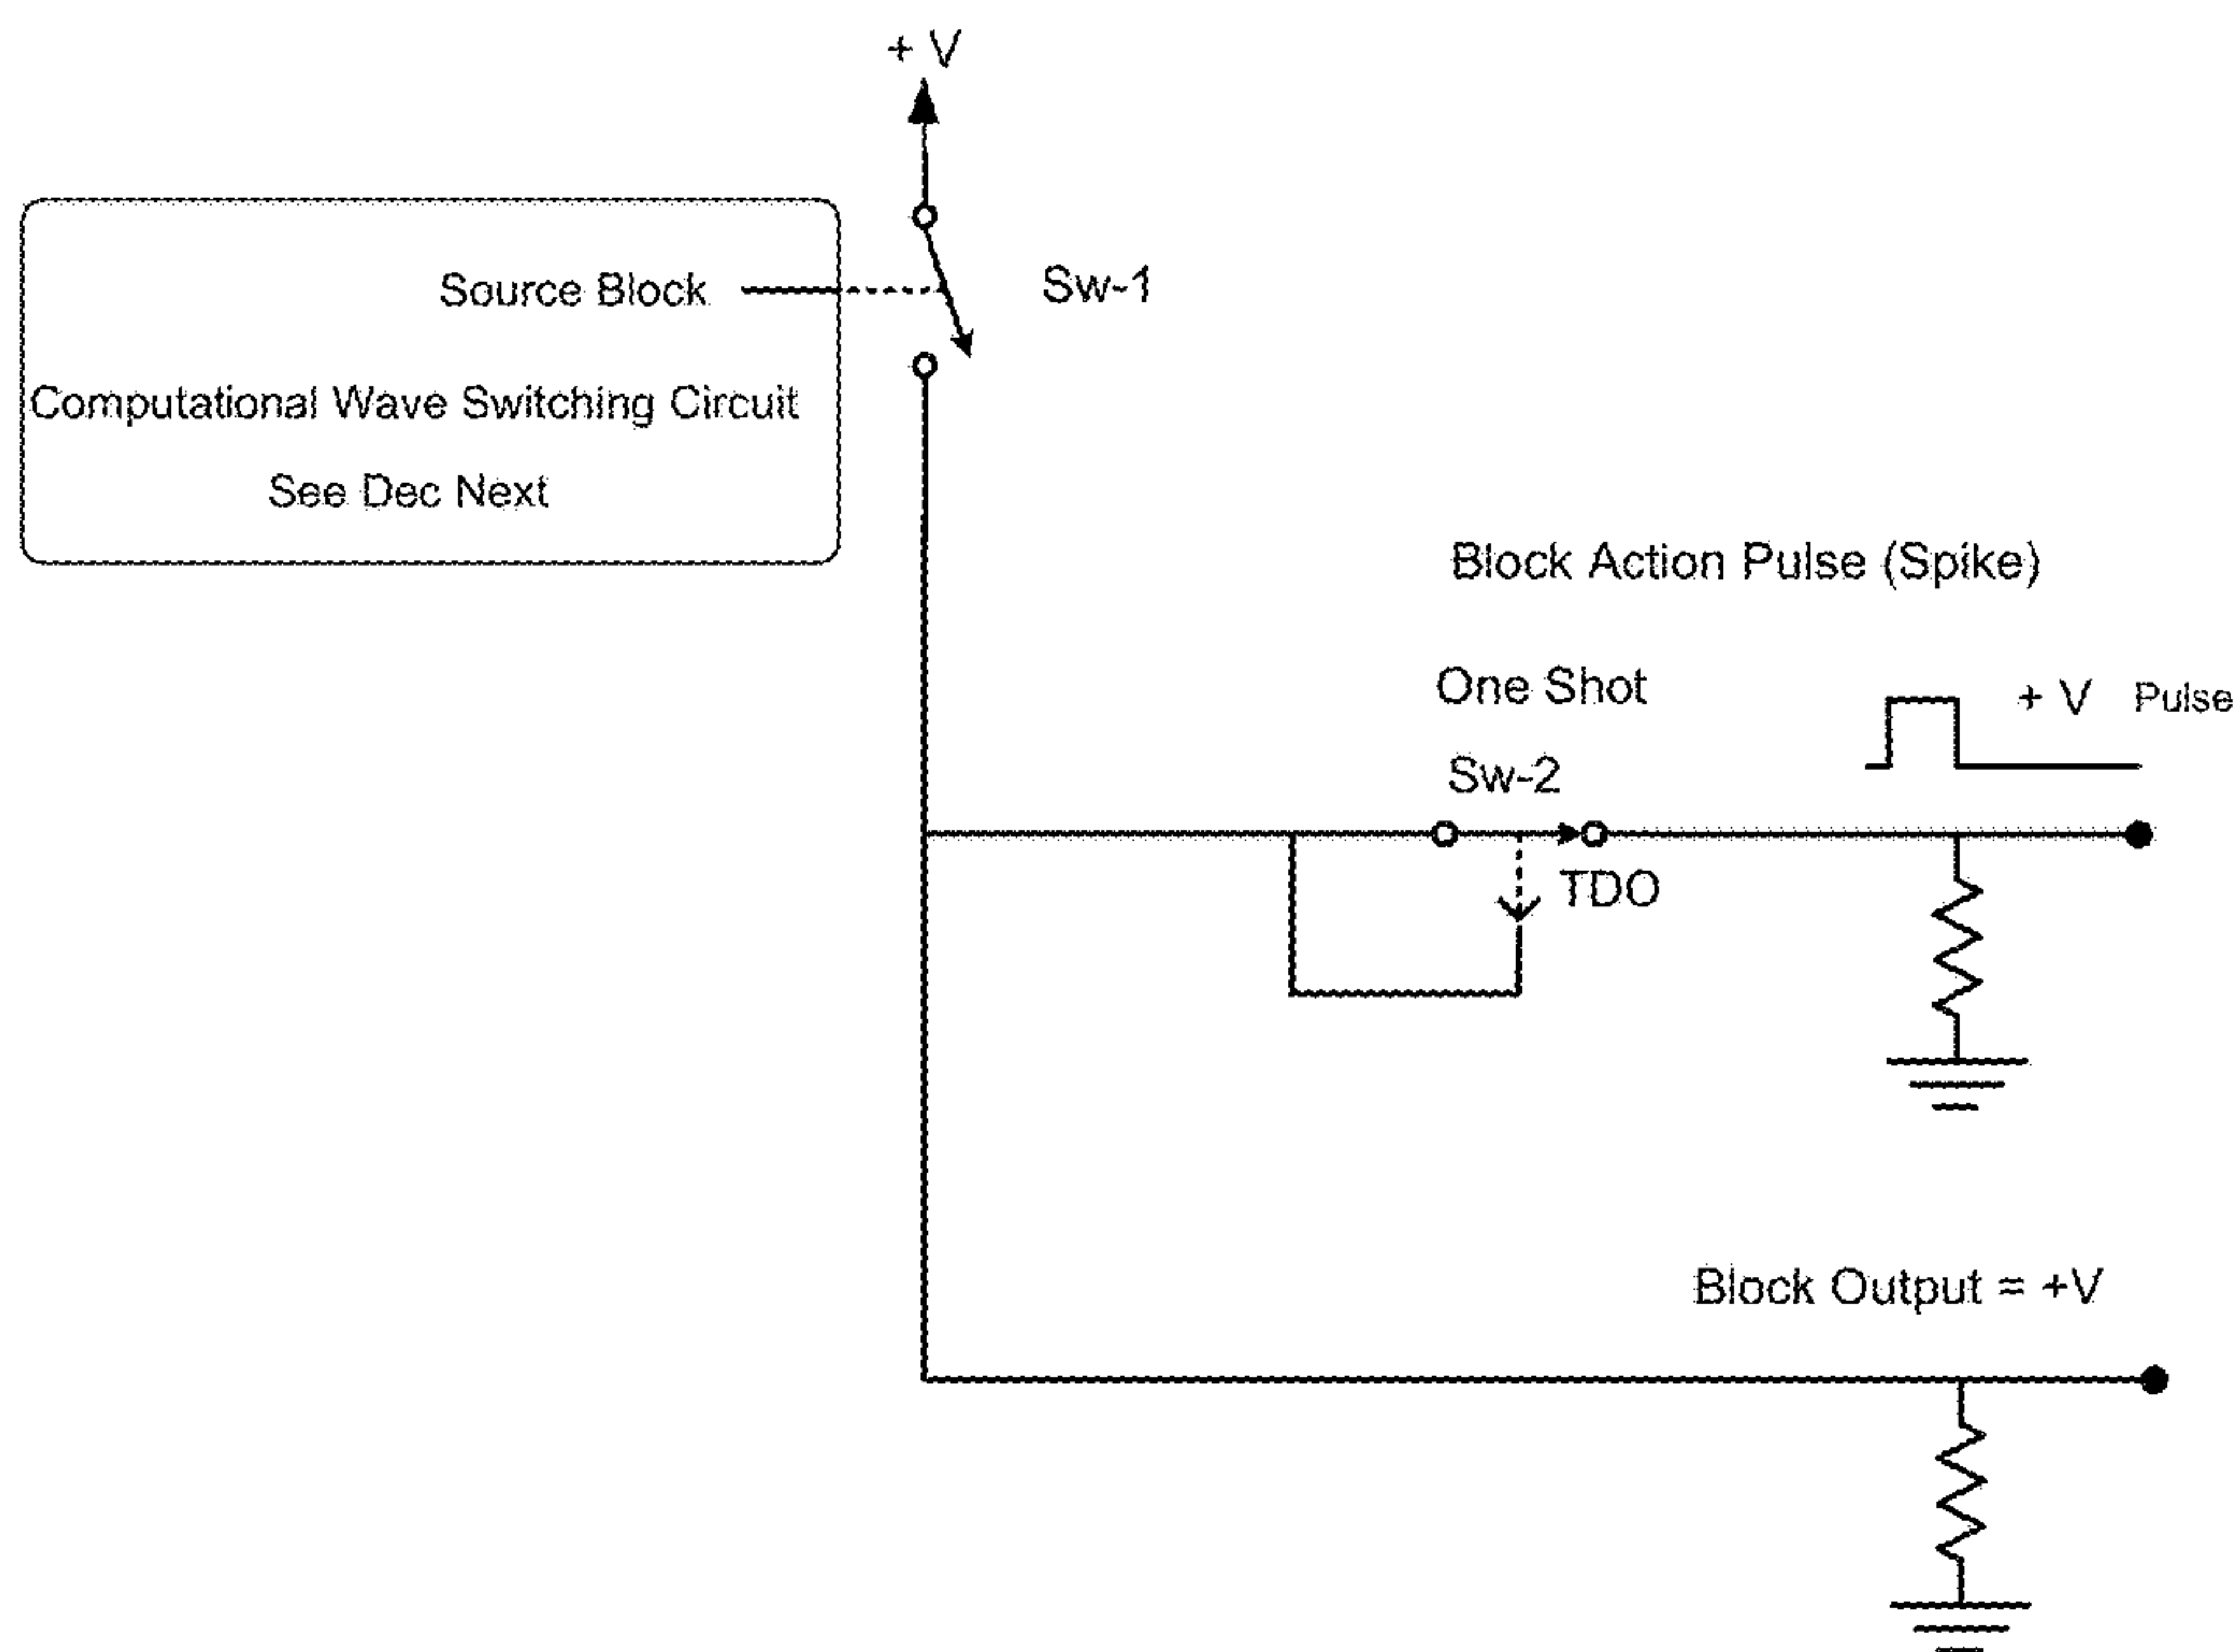 + V
Source Block
Sw-1
Computational Wave Switching Circuit
See Dec Next
Block Action Pulse (Spike)
One Shot
+ V Pulse
Sw-2
TDO
Block Output = +V